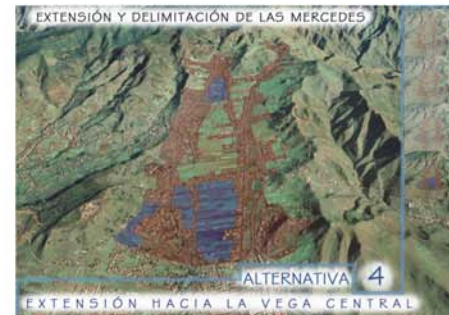 EXTENSIÓN Y DELIMITACIÓN DE LAS MERCEDES
ALTERNATIVA 4
EXTENSIÓN HACIA LA VEGA CENTRAL